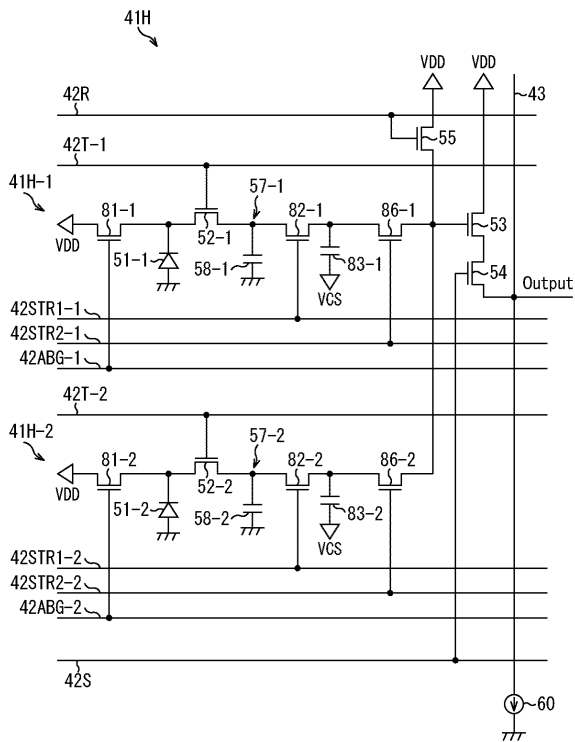 41H
VDD VDD
42R 43
55
42T-1
41H-1 81-1 57-1 82-1 86-1
53
VDD 52-1
51-1 58-1 83-1 54
VCS Output
42STR1-1
42STR2-1
42ABG-1
42T-2
41H-2 81-2 57-2 82-2 86-2
VDD 52-2
51-2 58-2 83-2
VCS
42STR1-2
42STR2-2
42ABG-2
42S
60